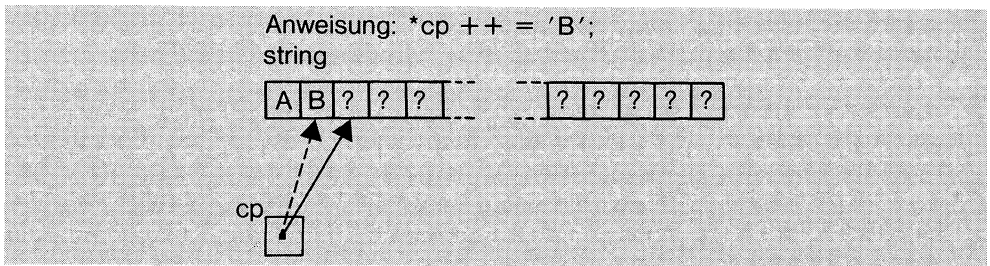 Anweisung: *cp ++ = 'B';
string
A B ? ? ? ? ? ? ? ?
cp